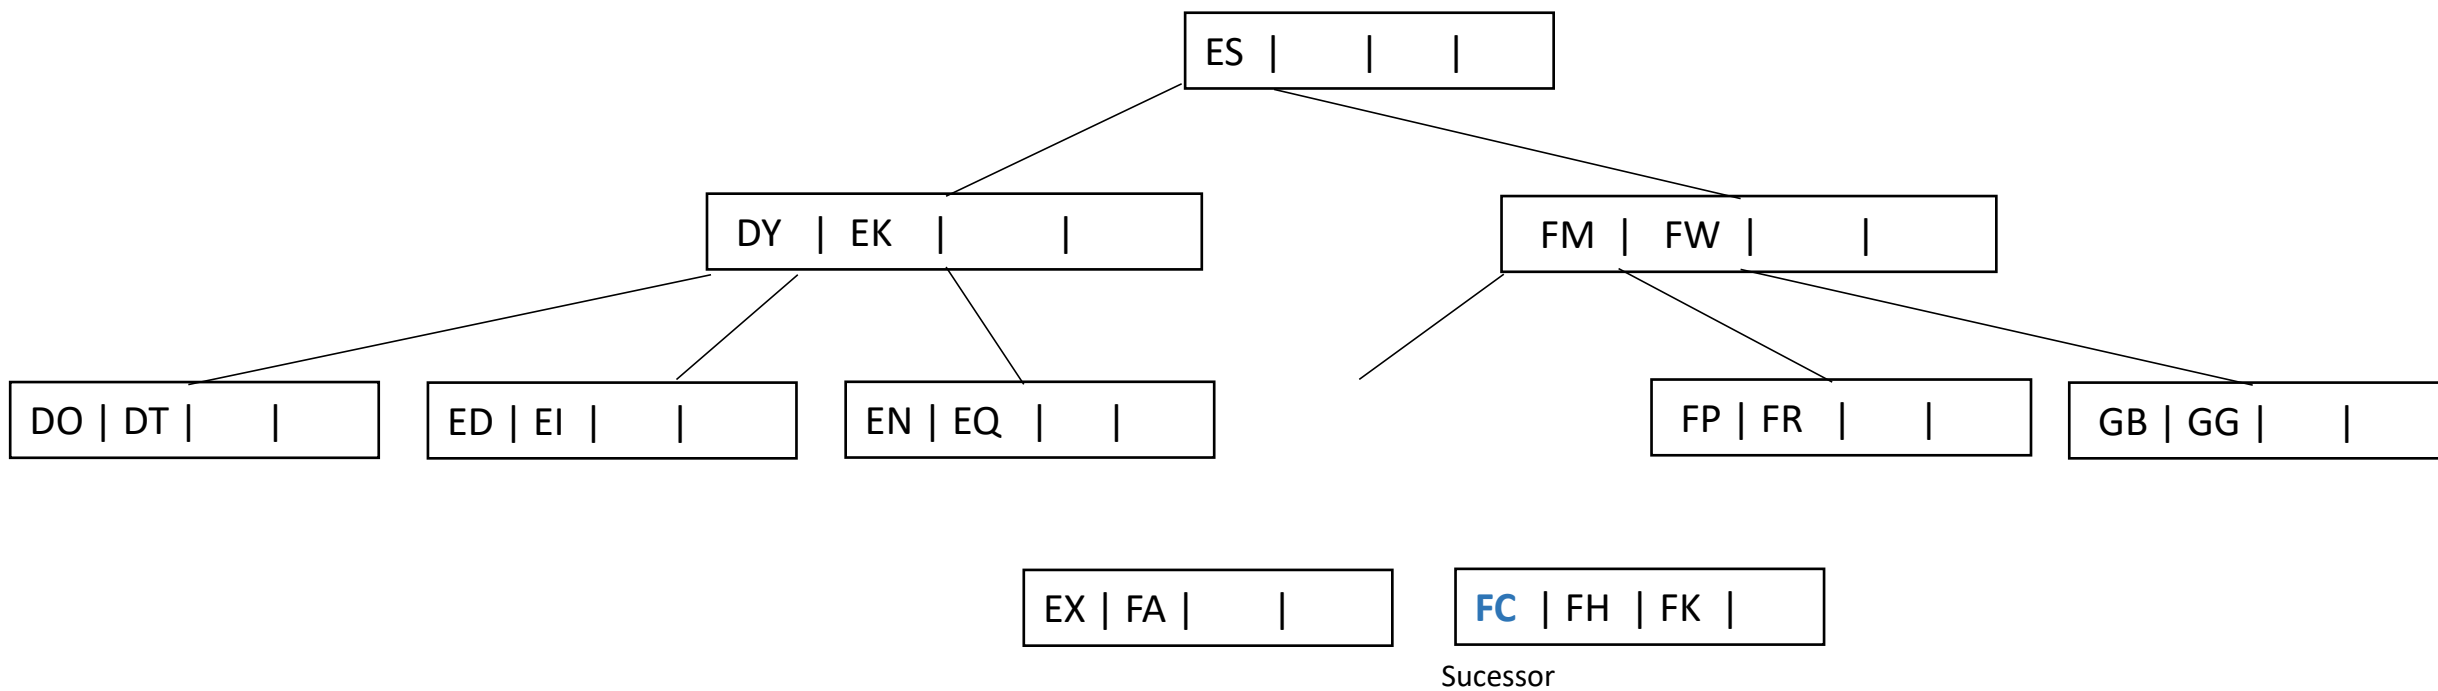 ES | | |
DY | EK | |
FM | FW | |
DO | DT | |
ED | EI | |
EN | EQ | |
FP | FR | |
GB | GG | |
EX | FA | |
FC | FH | FK |
Sucessor